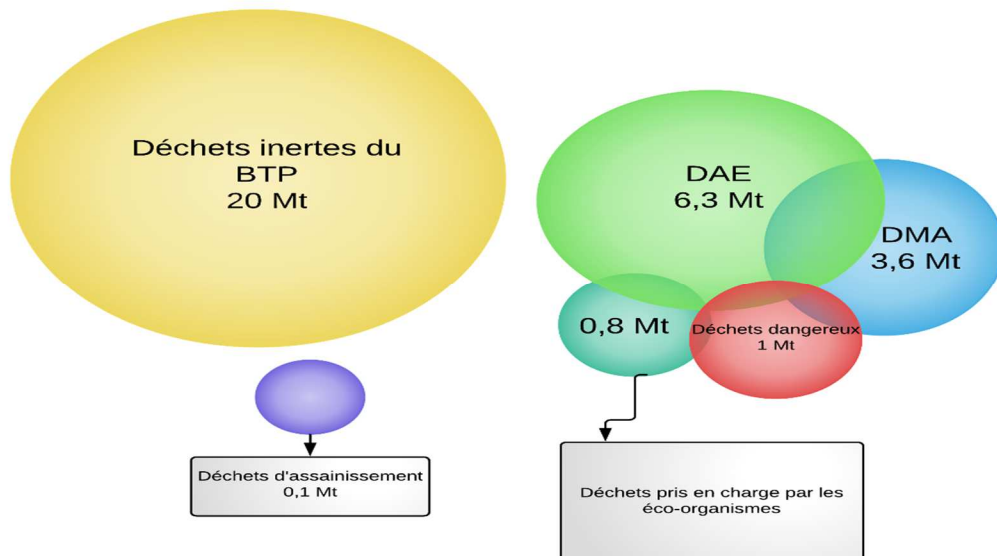 Déchets inertes du
BTP
20 Mt
DAE
6,3 Mt
DMA
3,6 Mt
0,8 Mt
Déchets dangereux
1 Mt
Déchets d'assainissement
0,1 Mt
Déchets pris en charge par les
éco-organismes